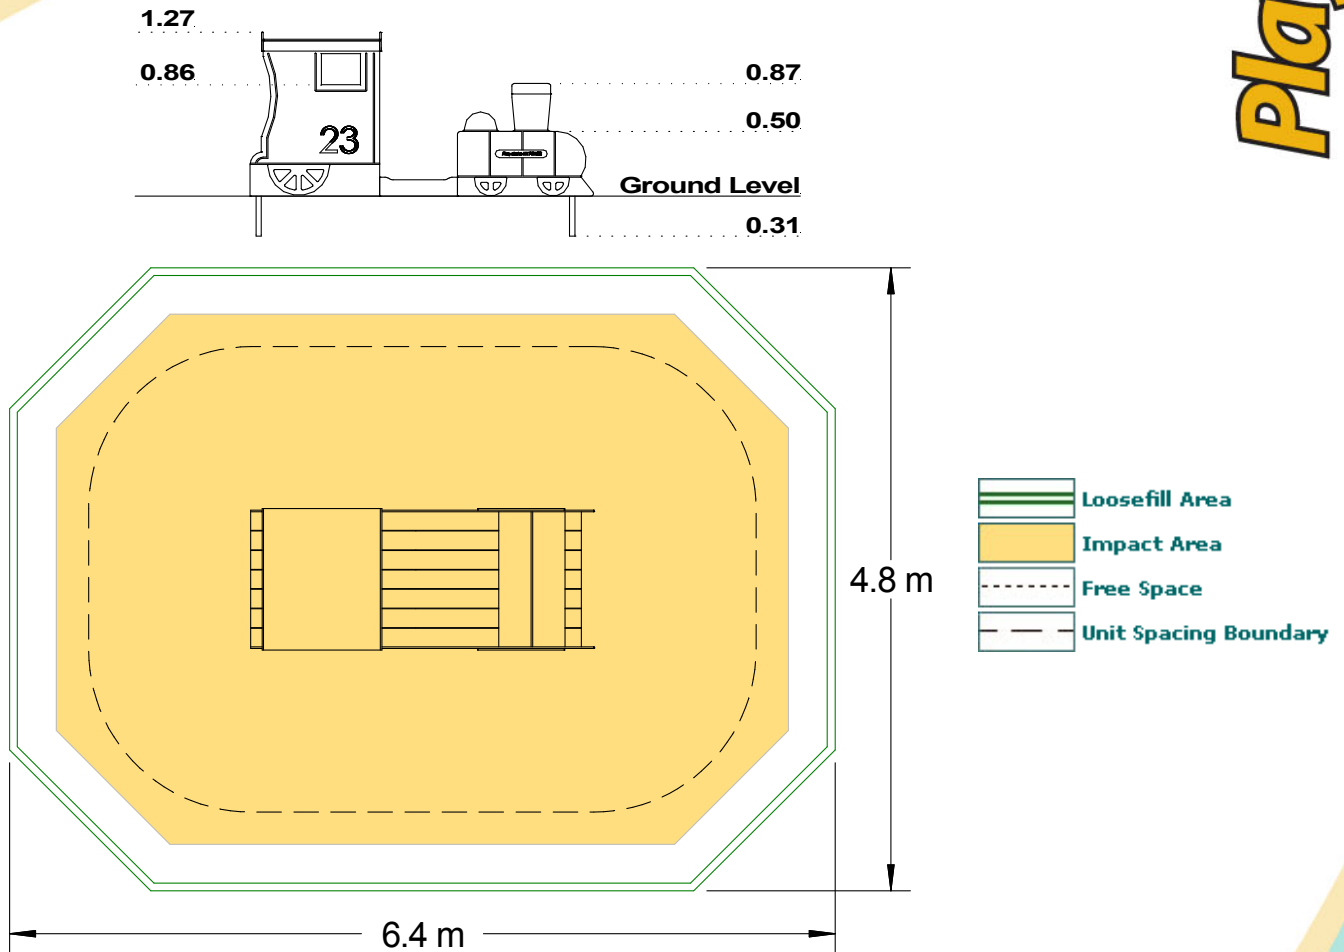 1.27
0.86
0.87
0.50
23
Ground Level
0.31
4.8 m
6.4 m
Loosefill Area
Impact Area
Free Space
Unit Spacing Boundary